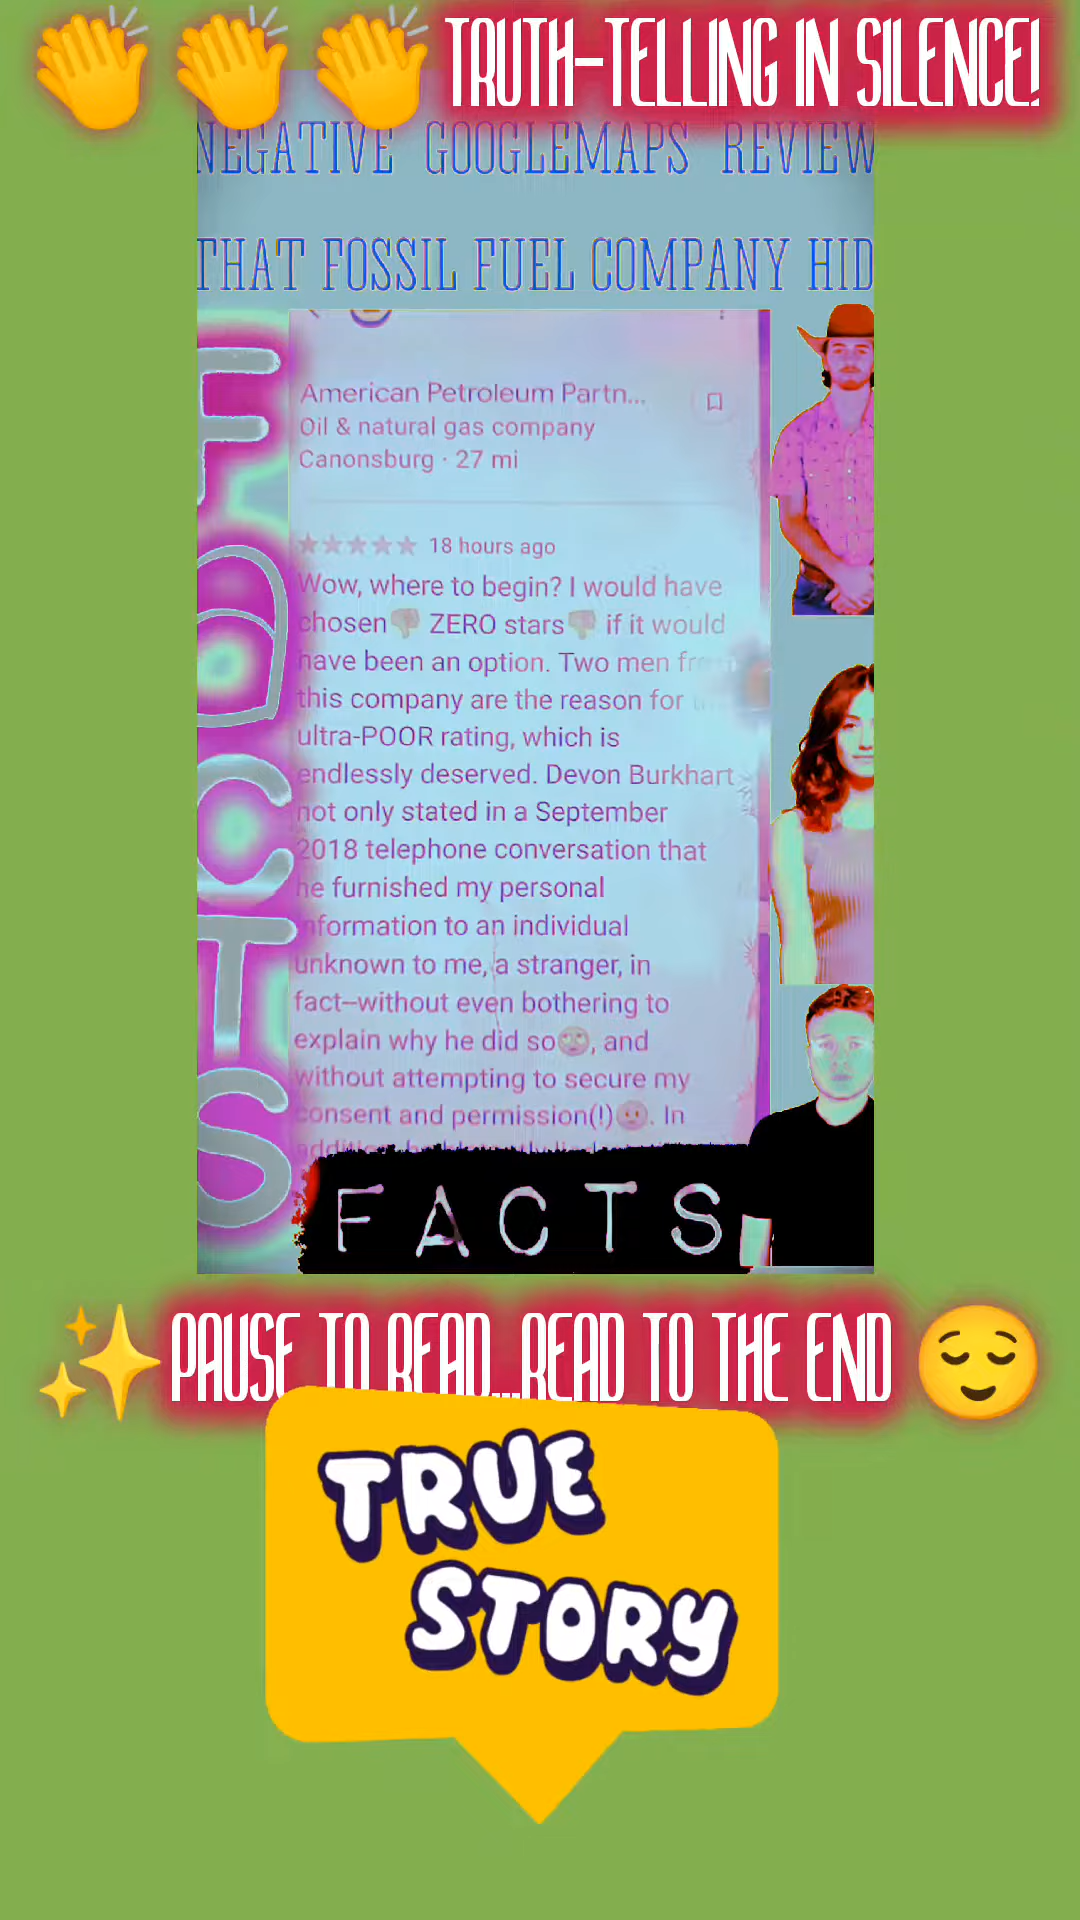 TRUTH-TELLING IN SILENCE!
NEGATIVE GOOGLEMAPS REVIEW
THAT FOSSIL FUEL COMPANY HID
FACTS
American Petroleum Partn...
Oil & natural gas company
Canonsburg · 27 mi
18 hours ago
Wow, where to begin? I would have
chosen👎 ZERO stars👎 if it would
have been an option. Two men from
this company are the reason for
ultra-POOR rating, which is
endlessly deserved. Devon Burkhart
not only stated in a September
2018 telephone conversation that
he furnished my personal
information to an individual
unknown to me, a stranger, in
fact--without even bothering to
explain why he did so🙄, and
without attempting to secure my
consent and permission(!)😐. In
FACTS
PAUSE TO READ...READ TO THE END
TRUE
STORY